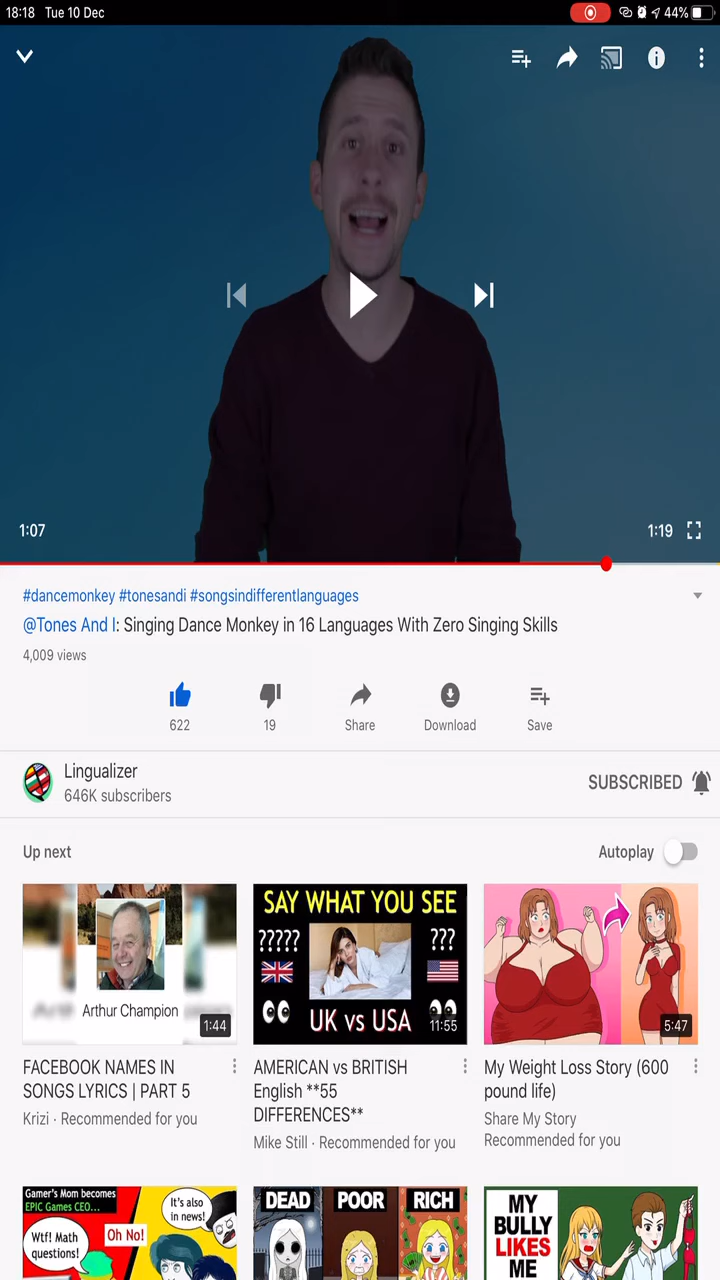 18:18 Tue 10 Dec
44%
1:07
1:19
#dancemonkey #tonesandi #songsindifferentlanguages
@Tones And I: Singing Dance Monkey in 16 Languages With Zero Singing Skills
4,009 views
622
19
Share
Download
Save
Lingualizer
646K subscribers
SUBSCRIBED
Up next
Autoplay
Arthur Champion
1:44
FACEBOOK NAMES IN
SONGS LYRICS | PART 5
Krizi · Recommended for you
SAY WHAT YOU SEE
?????
???
UK vs USA
11:55
AMERICAN vs BRITISH
English **55
DIFFERENCES**
Mike Still · Recommended for you
5:47
My Weight Loss Story (600
pound life)
Share My Story
Recommended for you
Gamer's Mom becomes
EPIC Games CEO...
It's also
in news!
Wtf! Math
questions!
Oh No!
DEAD
POOR
RICH
MY
BULLY
LIKES
ME